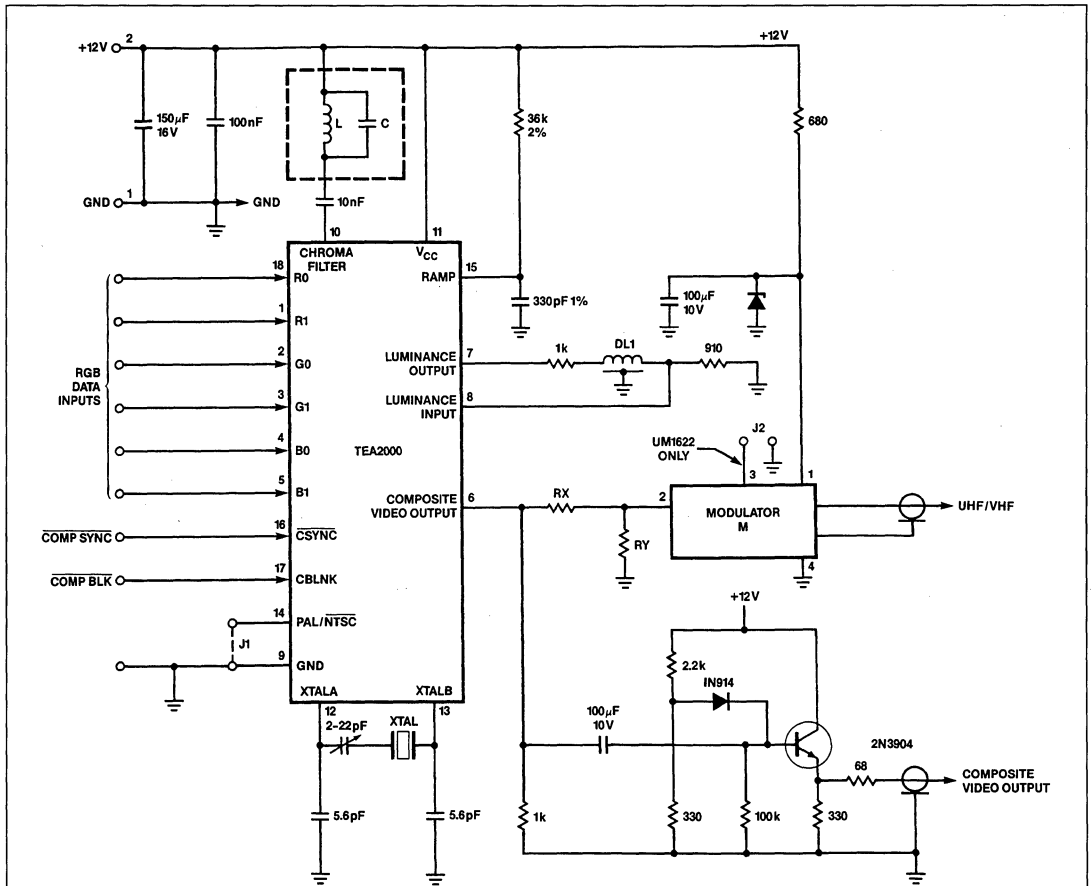 +12V
2
+12V
150μF
16V
100nF
L
C
36k
2%
680
GND
1
GND
10nF
10
11
CHROMA
FILTER
VCC
RAMP
15
330pF 1%
100μF
10V
18
R0
1
R1
2
G0
3
G1
4
B0
5
B1
RGB
DATA
INPUTS
LUMINANCE
OUTPUT
7
1k
DL1
910
LUMINANCE
INPUT
8
TEA2000
UM1622
ONLY
J2
3
1
COMPOSITE
VIDEO OUTPUT
6
RX
2
RY
MODULATOR
M
UHF/VHF
4
COMP SYNC
16
CSYNC
COMP BLK
17
CBLNK
14
PAL/NTSC
J1
9
GND
XTALA
XTALB
12
13
2-22pF
XTAL
5.6pF
5.6pF
+12V
2.2k
IN914
100μF
10V
2N3904
68
COMPOSITE
VIDEO OUTPUT
1k
330
100k
330